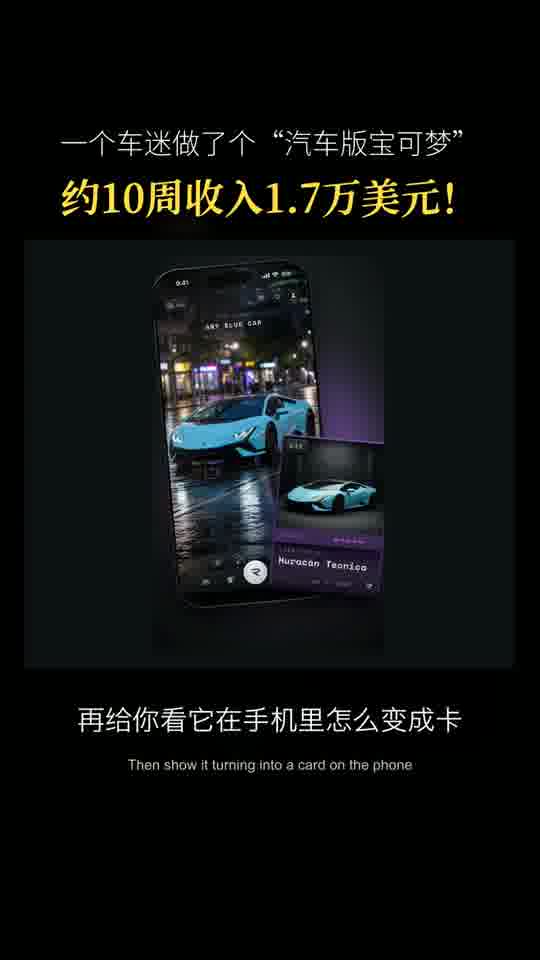 一个车迷做了个“汽车版宝可梦”
约10周收入1.7万美元！
9:41
ANY BLUE CAR
Huracán Tecnica
再给你看它在手机里怎么变成卡
Then show it turning into a card on the phone